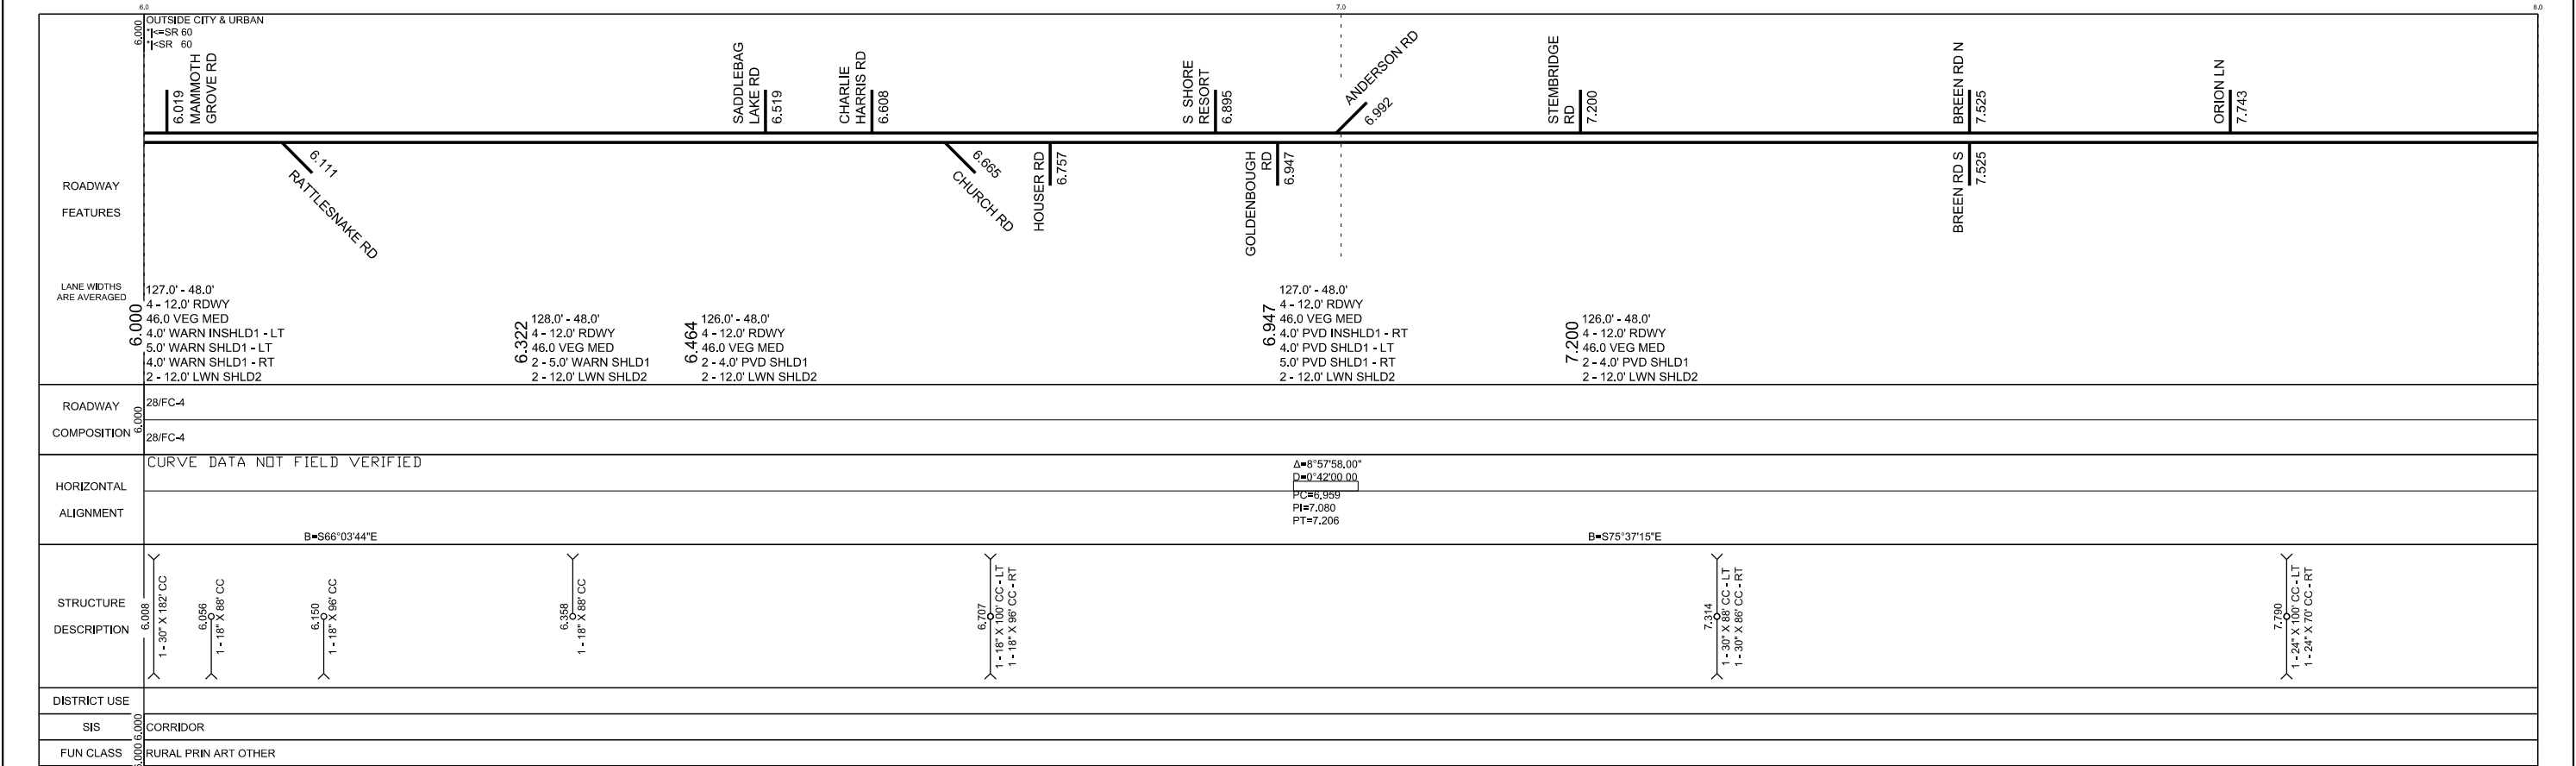 6.0
7.0
8.0
6.000
OUTSIDE CITY & URBAN
*|<=SR 60
*|<SR 60
6.019
MAMMOTH
GROVE RD
SADDLEBAG
LAKE RD
6.519
CHARLIE
HARRIS RD
6.608
S SHORE
RESORT
6.895
ANDERSON RD
6.992
STEMBRIDGE
RD
7.200
BREEN RD N
7.525
ORION LN
7.743
ROADWAY
FEATURES
6.111
RATTLESNAKE RD
6.665
CHURCH RD
HOUSER RD
6.757
GOLDENBOUGH
RD
6.947
BREEN RD S
7.525
LANE WIDTHS
ARE AVERAGED
6.000
127.0' - 48.0'
4 - 12.0' RDWY
46.0 VEG MED
4.0' WARN INSHLD1 - LT
5.0' WARN SHLD1 - LT
4.0' WARN SHLD1 - RT
2 - 12.0' LWN SHLD2
6.322
128.0' - 48.0'
4 - 12.0' RDWY
46.0 VEG MED
2 - 5.0' WARN SHLD1
2 - 12.0' LWN SHLD2
6.464
126.0' - 48.0'
4 - 12.0' RDWY
46.0 VEG MED
2 - 4.0' PVD SHLD1
2 - 12.0' LWN SHLD2
6.947
127.0' - 48.0'
4 - 12.0' RDWY
46.0 VEG MED
4.0' PVD INSHLD1 - RT
4.0' PVD SHLD1 - LT
5.0' PVD SHLD1 - RT
2 - 12.0' LWN SHLD2
7.200
126.0' - 48.0'
4 - 12.0' RDWY
46.0 VEG MED
2 - 4.0' PVD SHLD1
2 - 12.0' LWN SHLD2
ROADWAY
COMPOSITION
6.000
28/FC-4
28/FC-4
HORIZONTAL
ALIGNMENT
CURVE DATA NOT FIELD VERIFIED
Δ=8°57'58.00"
D=0°42'00.00
PC=6.959
PI=7.080
PT=7.206
B=S66°03'44"E
B=S75°37'15"E
STRUCTURE
DESCRIPTION
6.008
1 - 30" X 182' CC
6.056
1 - 18" X 88' CC
6.150
1 - 18" X 96' CC
6.358
1 - 18" X 88' CC
6.707
1 - 18" X 100' CC - LT
1 - 18" X 96' CC - RT
7.314
1 - 30" X 88' CC - LT
1 - 30" X 86' CC - RT
7.790
1 - 24" X 100' CC - LT
1 - 24" X 70' CC - RT
DISTRICT USE
SIS
6.000
CORRIDOR
FUN CLASS
6.000
RURAL PRIN ART OTHER